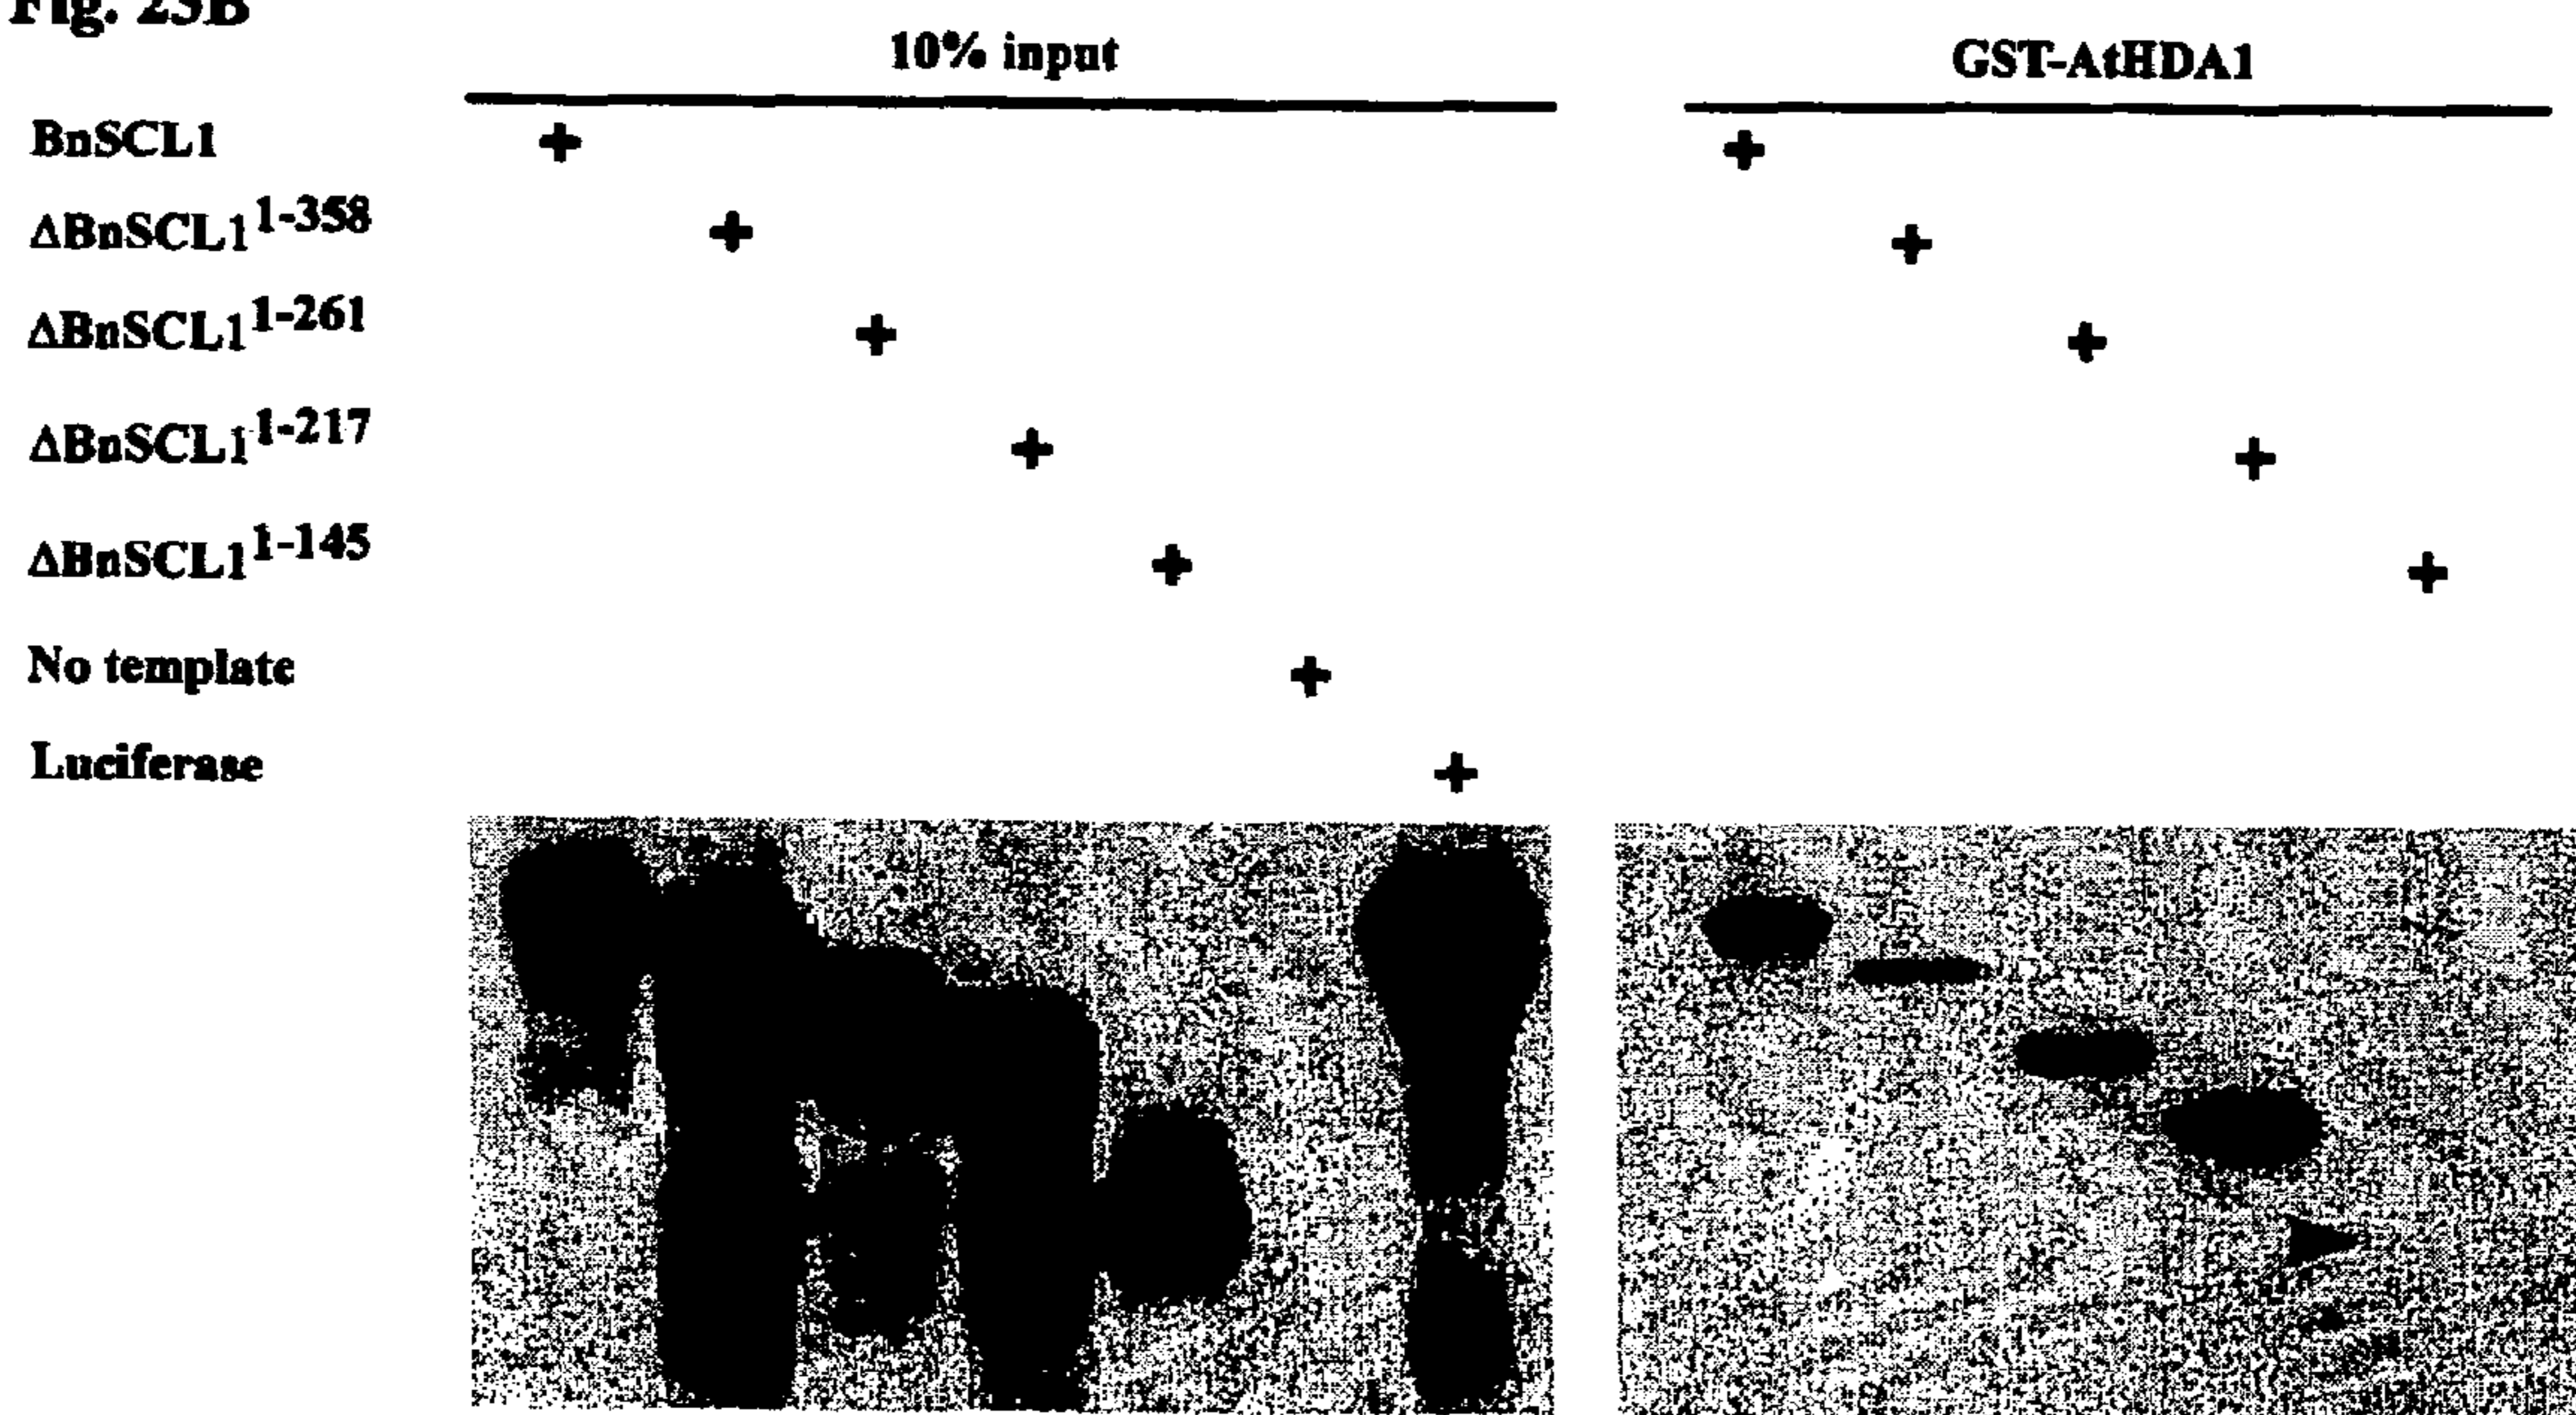 Fig. 23B
10% input
GST-AtHDA1
BnSCL1
ΔBnSCL1 1-358
ΔBnSCL1 1-261
ΔBnSCL1 1-217
ΔBnSCL1 1-145
No template
Luciferase
+ +
+ +
+ +
+ +
+ +
+
+